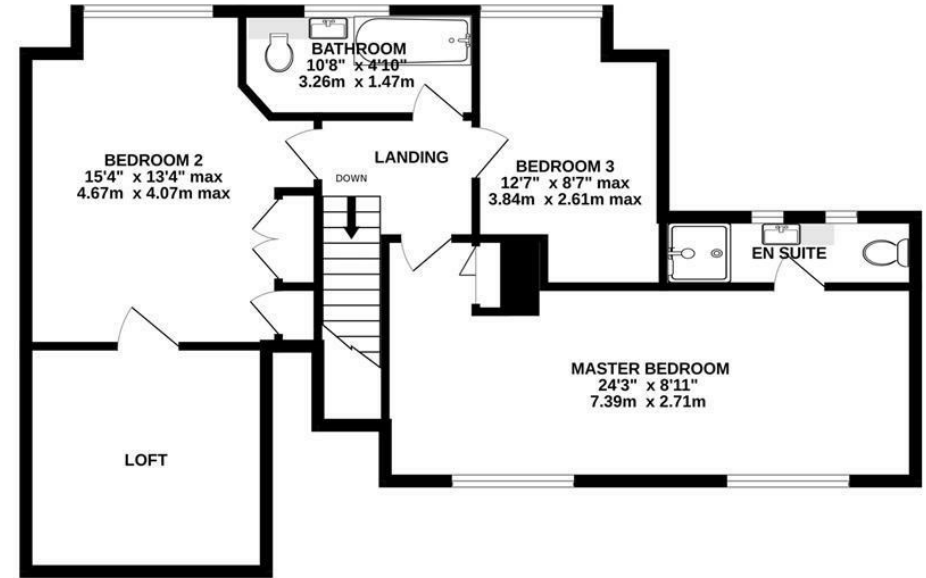 BATHROOM
10'8" x 4'10"
3.26m x 1.47m
BEDROOM 2
15'4" x 13'4" max
4.67m x 4.07m max
LANDING
DOWN
BEDROOM 3
12'7" x 8'7" max
3.84m x 2.61m max
EN SUITE
MASTER BEDROOM
24'3" x 8'11"
7.39m x 2.71m
LOFT